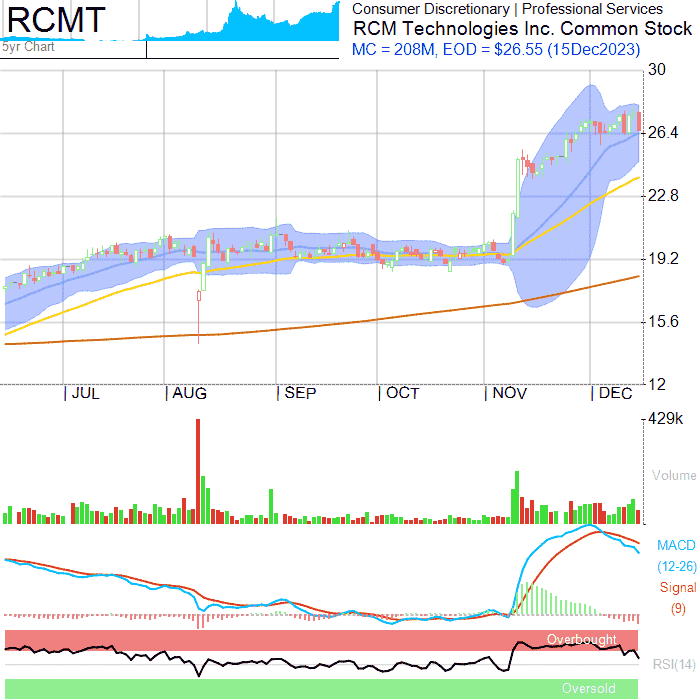 RCMT
5yr Chart
Consumer Discretionary | Professional Services
RCM Technologies Inc. Common Stock
MC = 208M, EOD = $26.55 (15Dec2023)
30
26.4
22.8
19.2
15.6
12
JUL AUG SEP OCT NOV DEC
429k
Volume
MACD
(12-26)
Signal
(9)
Overbought
RSI(14)
Oversold